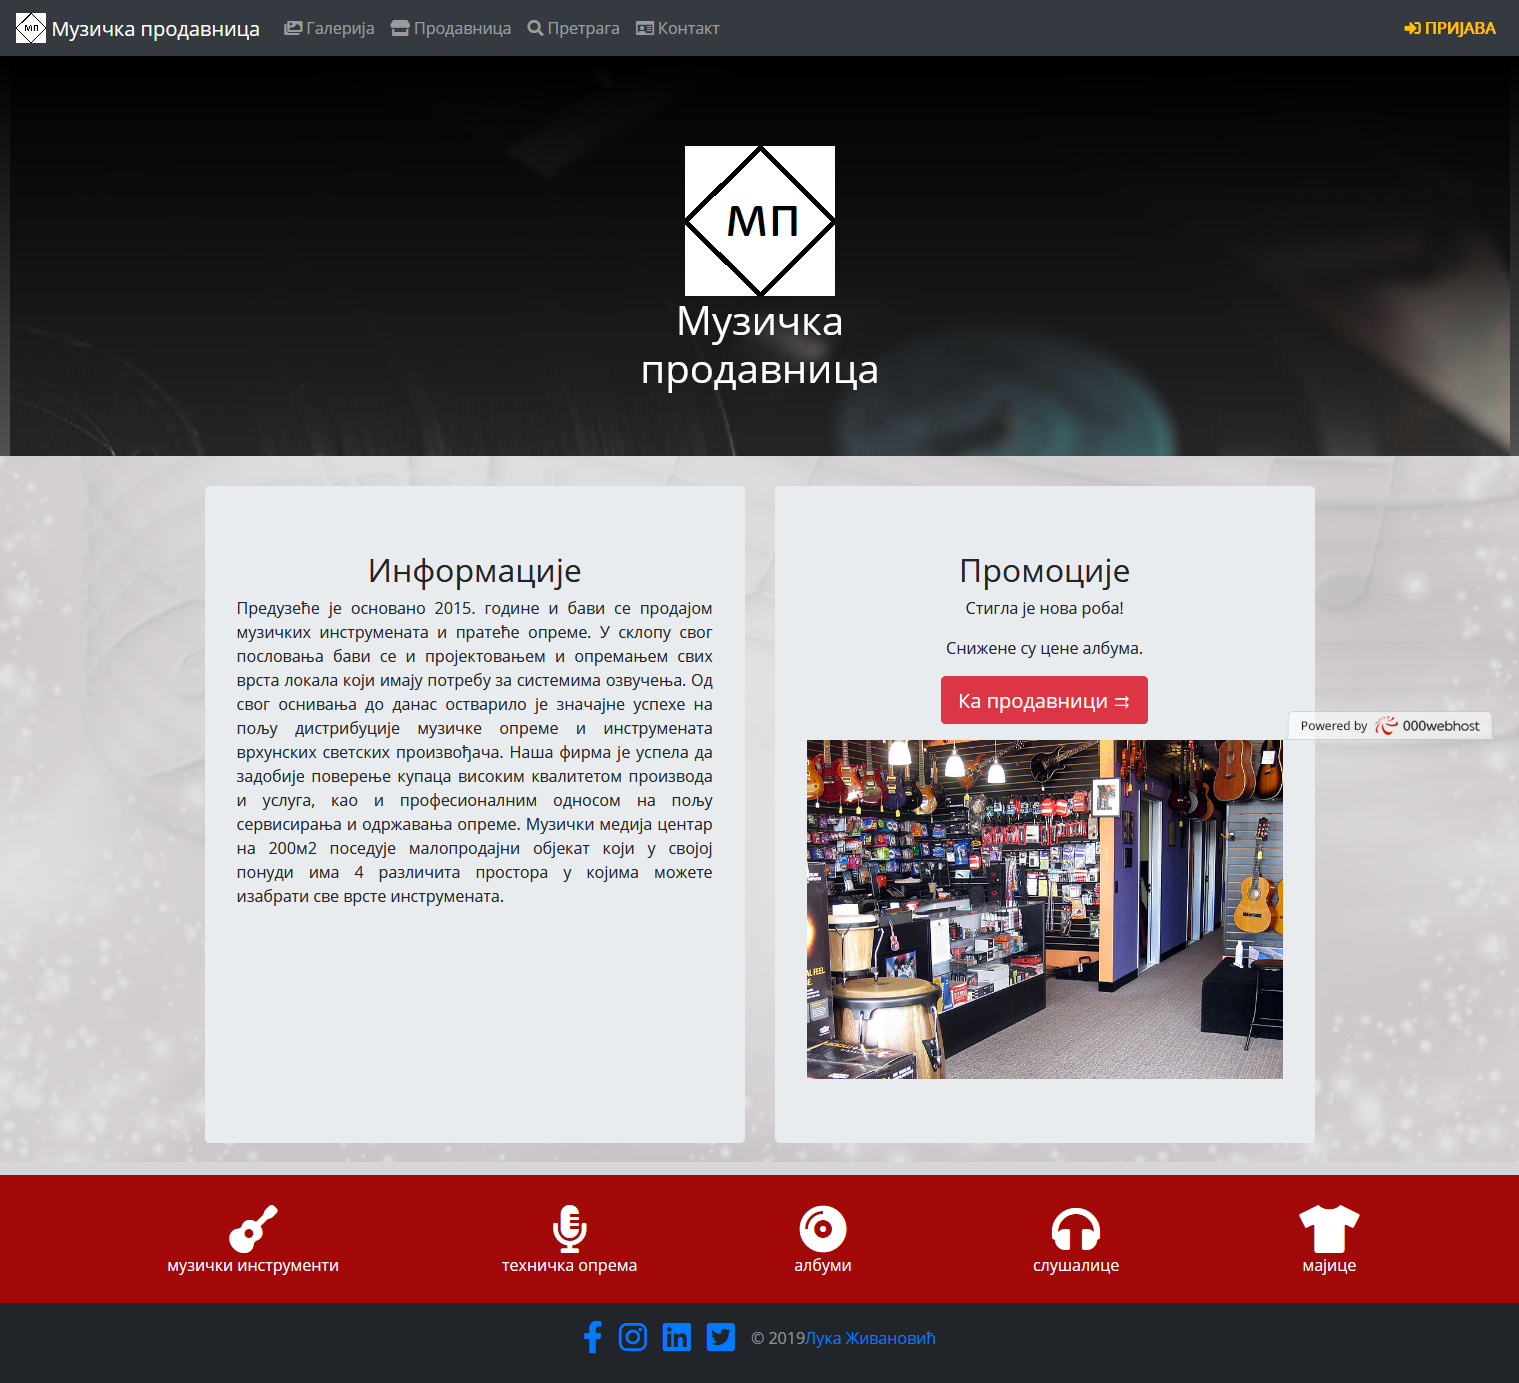 МП Музичка продавница Галерија Продавница Претрага Контакт ПРИЈАВА
МП
Музичка
продавница
Информације
Предузеће је основано 2015. године и бави се продајом
музичких инструмената и пратеће опреме. У склопу свог
пословања бави се и пројектовањем и опремањем свих
врста локала који имају потребу за системима озвучења. Од
свог оснивања до данас остварило је значајне успехе на
пољу дистрибуције музичке опреме и инструмената
врхунских светских произвођача. Наша фирма је успела да
задобије поверење купаца високим квалитетом производа
и услуга, као и професионалним односом на пољу
сервисирања и одржавања опреме. Музички медија центар
на 200м2 поседује малопродајни објекат који у својој
понуди има 4 различита простора у којима можете
изабрати све врсте инструмената.
Промоције
Стигла је нова роба!
Снижене су цене албума.
Ка продавници ⇉
Powered by 000webhost
музички инструменти
техничка опрема
албуми
слушалице
мајице
© 2019Лука Живановић